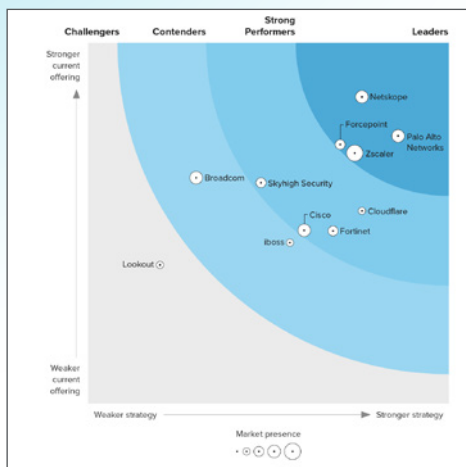 Challengers
Contenders
Strong
Performers
Leaders
Stronger
current
offering
Netskope
Forcepoint
Palo Alto
Networks
Zscaler
Broadcom
Skyhigh Security
Cloudflare
Cisco
Fortinet
iboss
Lookout
Weaker
current
offering
Weaker strategy
Stronger strategy
Market presence